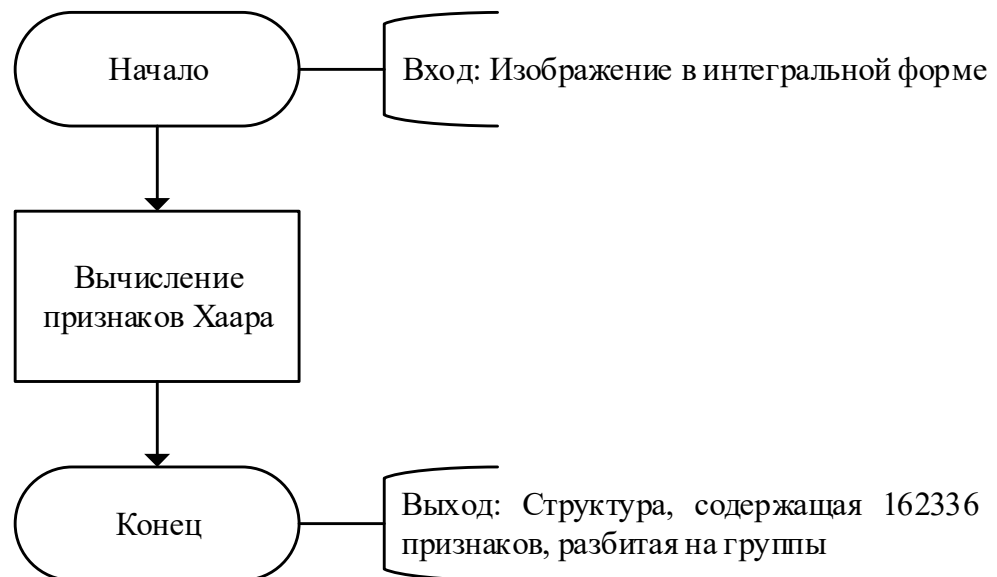 Начало
Вход: Изображение в интегральной форме
Вычисление
признаков Хаара
Конец
Выход: Структура, содержащая 162336
признаков, разбитая на группы